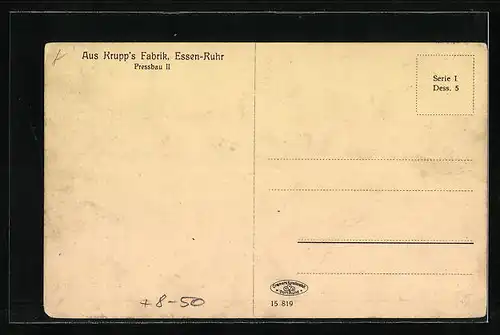 Aus Krupp's Fabrik, Essen-Ruhr
Pressbau II
Serie I
Dess. 5
15 819
+ 8-50